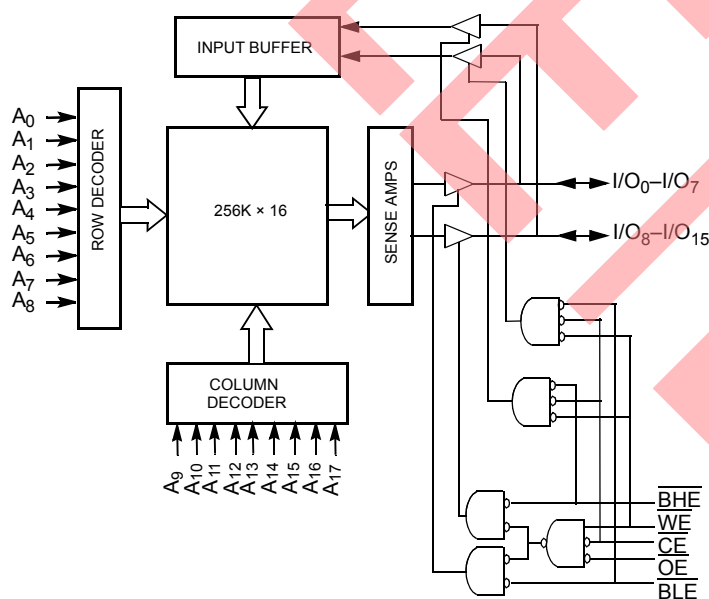 INPUT BUFFER
A0
A1
A2
A3
A4
A5
A6
A7
A8
ROW DECODER
256K × 16
SENSE AMPS
I/O0–I/O7
I/O8–I/O15
COLUMN
DECODER
A9
A10
A11
A12
A13
A14
A15
A16
A17
BHE
WE
CE
OE
BLE